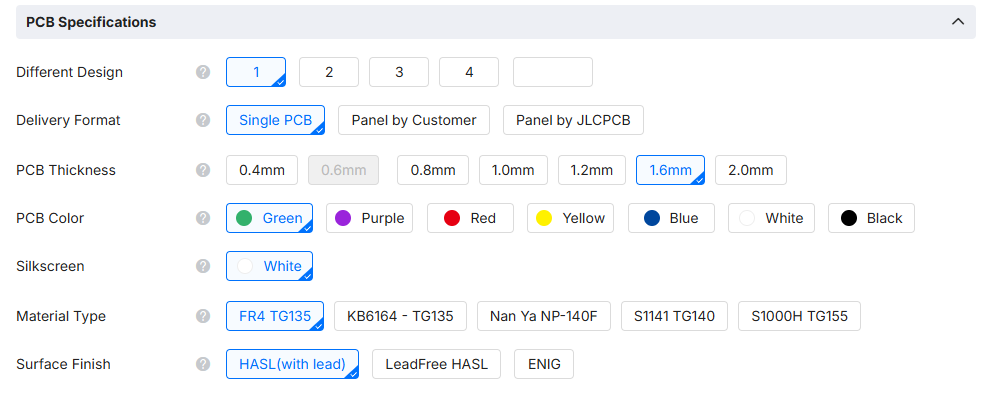 PCB Specifications
Different Design ? 1 2 3 4
Delivery Format ? Single PCB Panel by Customer Panel by JLCPCB
PCB Thickness ? 0.4mm 0.6mm 0.8mm 1.0mm 1.2mm 1.6mm 2.0mm
PCB Color ? Green Purple Red Yellow Blue White Black
Silkscreen ? White
Material Type ? FR4 TG135 KB6164 - TG135 Nan Ya NP-140F S1141 TG140 S1000H TG155
Surface Finish ? HASL(with lead) LeadFree HASL ENIG